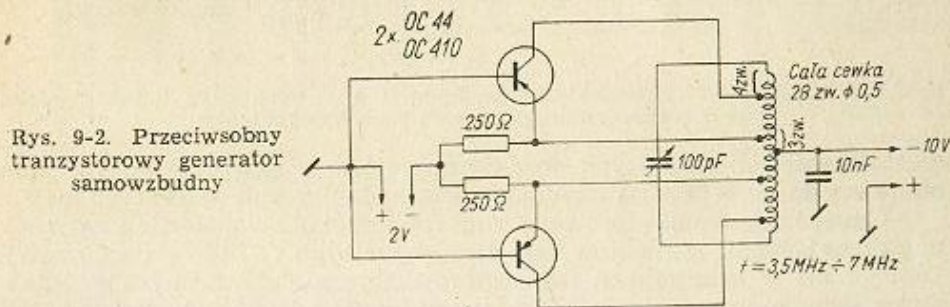 Rys. 9-2. Przeciwsobny
tranzystorowy generator
samowzbudny
2× OC 44
OC 410
250Ω
250Ω
+ -
2V
100pF
4zw.
Cała cewka
28 zw. ϕ 0,5
3zw.
-10V
10nF
+
f = 3,5MHz ÷ 7MHz